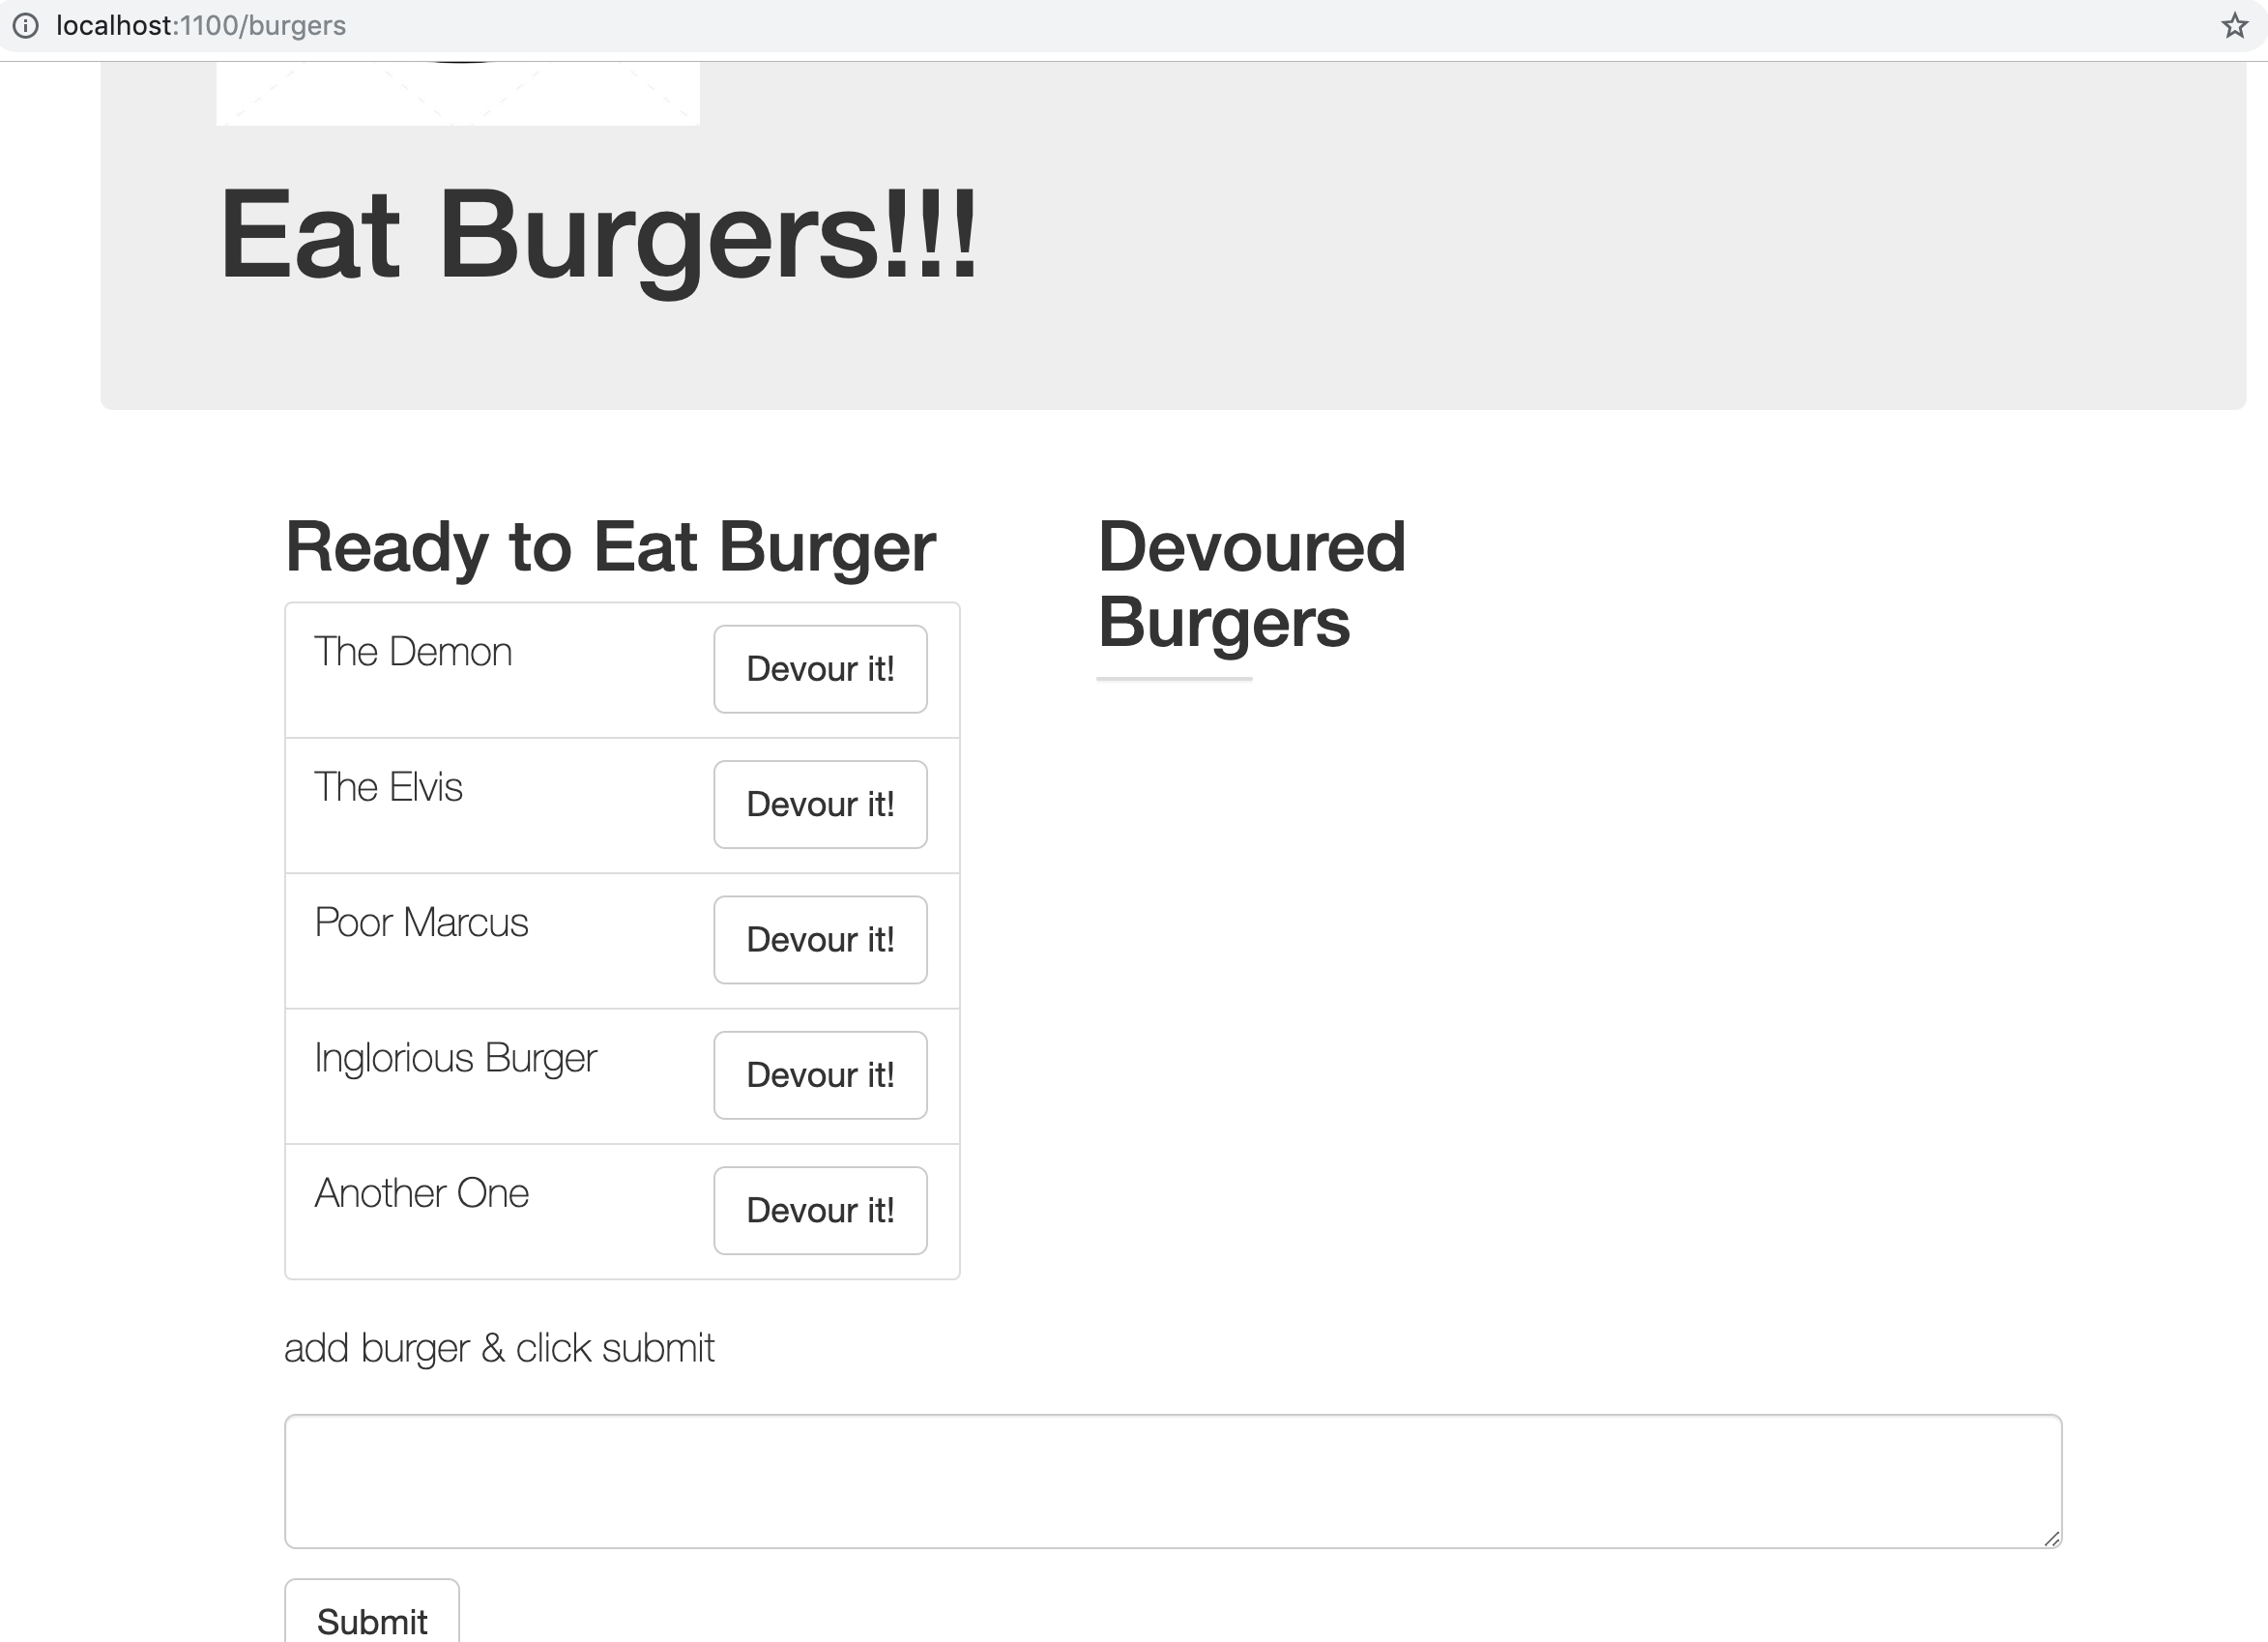 localhost:1100/burgers
Eat Burgers!!!
Ready to Eat Burger
The Demon
Devour it!
The Elvis
Devour it!
Poor Marcus
Devour it!
Inglorious Burger
Devour it!
Another One
Devour it!
Devoured
Burgers
add burger & click submit
Submit